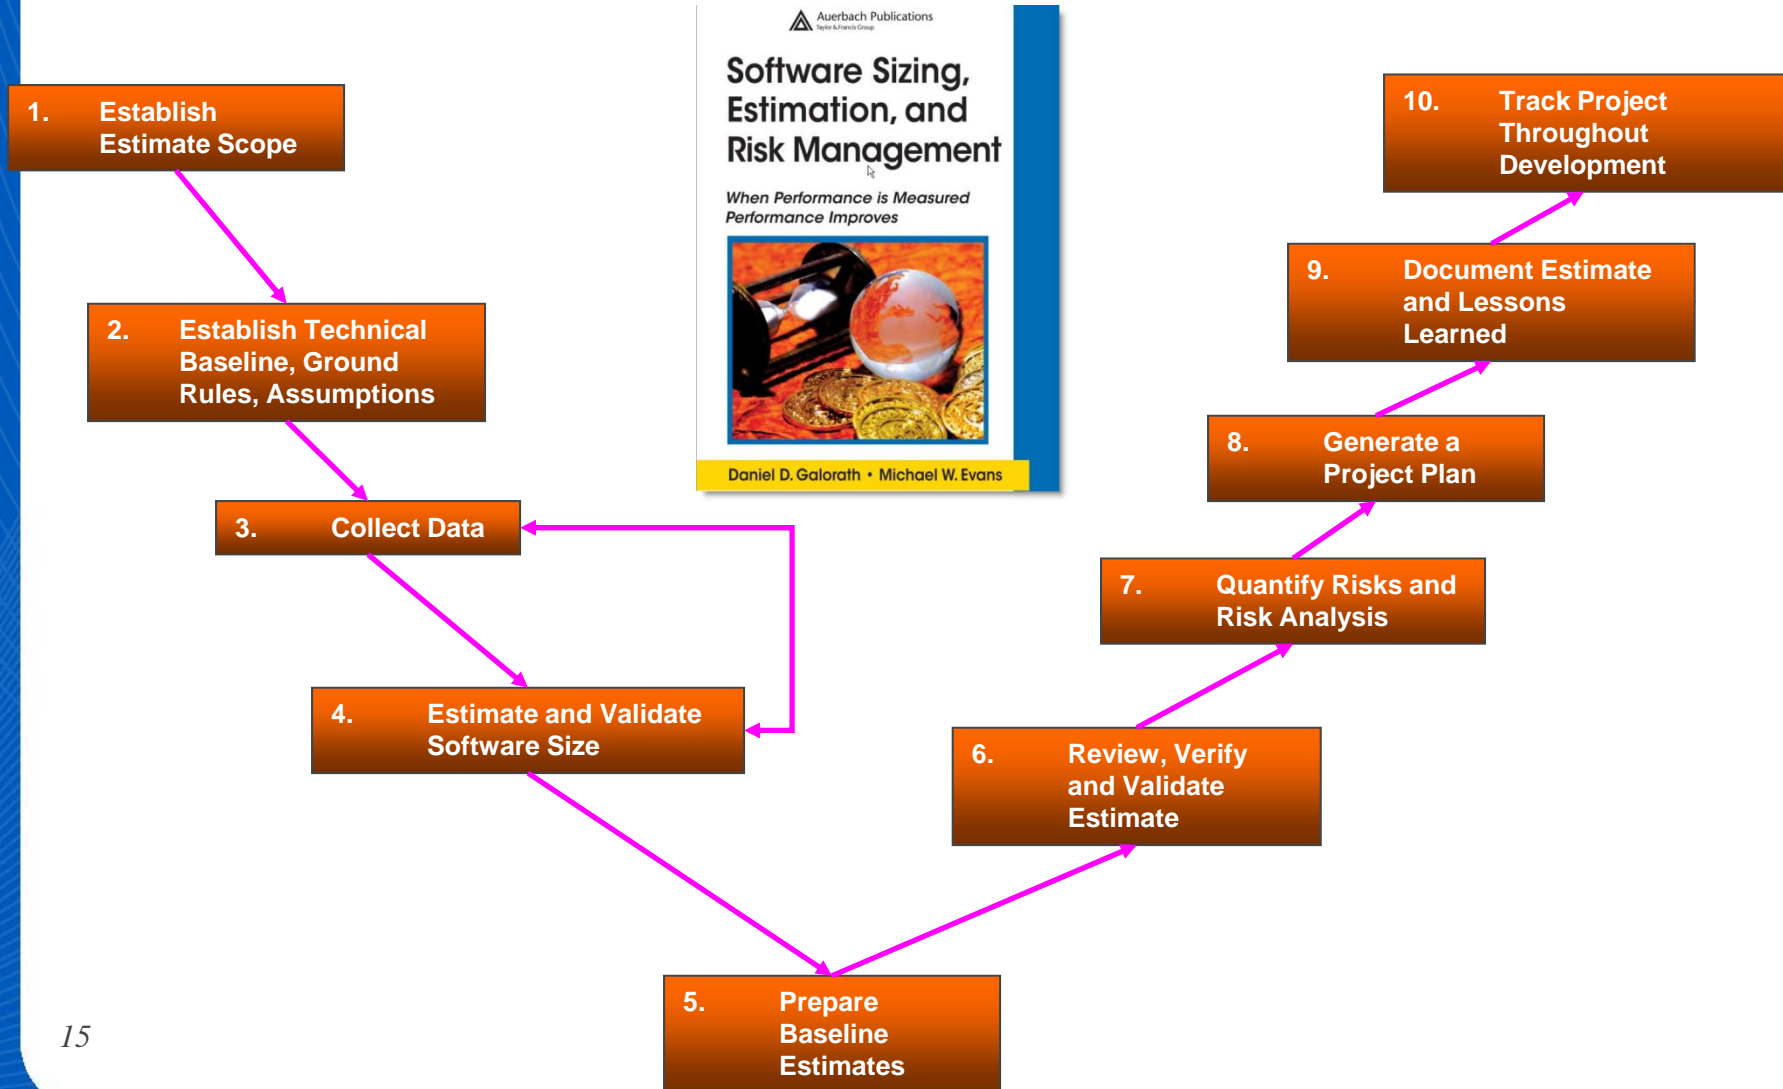 Auerbach Publications
Taylor & Francis Group
Software Sizing,
Estimation, and
Risk Management
When Performance is Measured
Performance Improves
Daniel D. Galorath • Michael W. Evans
1. Establish
Estimate Scope
2. Establish Technical
Baseline, Ground
Rules, Assumptions
3. Collect Data
4. Estimate and Validate
Software Size
5. Prepare
Baseline
Estimates
6. Review, Verify
and Validate
Estimate
7. Quantify Risks and
Risk Analysis
8. Generate a
Project Plan
9. Document Estimate
and Lessons
Learned
10. Track Project
Throughout
Development
15